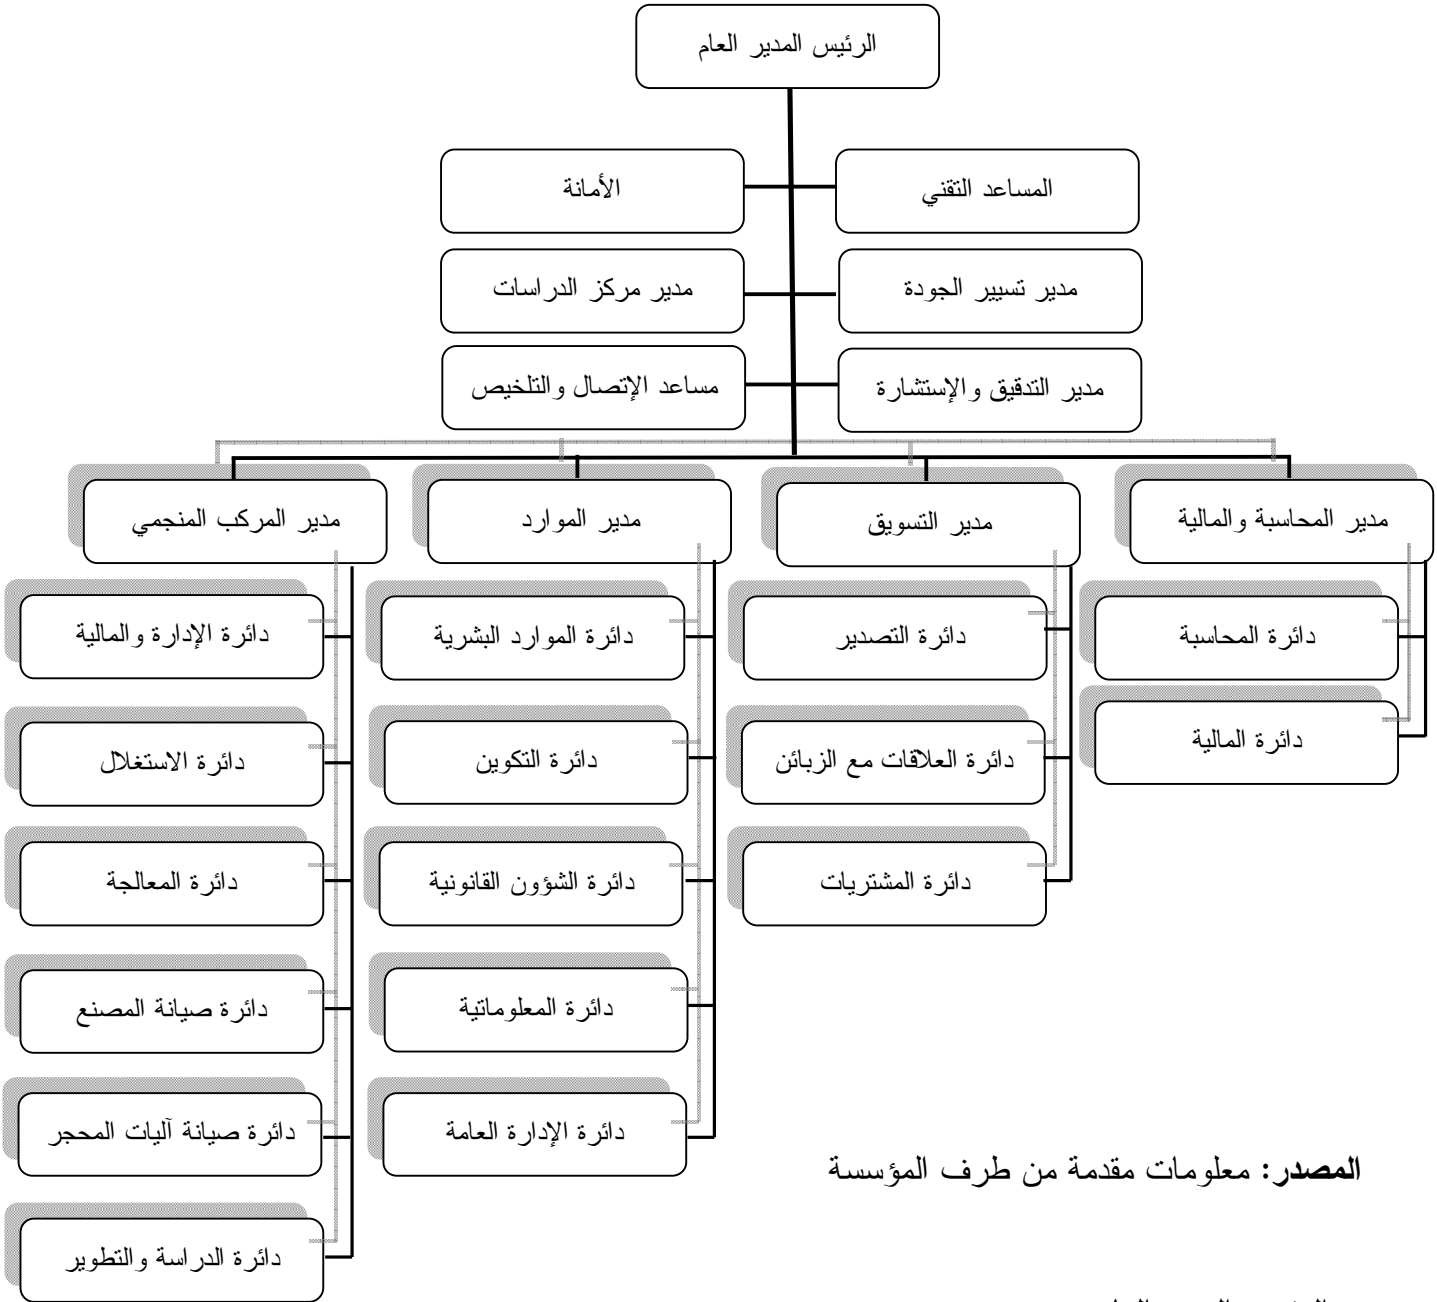 الرئيس المدير العام
المساعد التقني
الأمانة
مدير تسيير الجودة
مدير مركز الدراسات
مدير التدقيق والإستشارة
مساعد الإتصال والتلخيص
مدير المحاسبة والمالية
مدير التسويق
مدير الموارد
مدير المركب المنجمي
دائرة المحاسبة
دائرة التصدير
دائرة الموارد البشرية
دائرة الإدارة والمالية
دائرة المالية
دائرة العلاقات مع الزبائن
دائرة التكوين
دائرة الاستغلال
دائرة المشتريات
دائرة الشؤون القانونية
دائرة المعالجة
دائرة المعلوماتية
دائرة صيانة المصنع
دائرة الإدارة العامة
دائرة صيانة آليات المحجر
المصدر: معلومات مقدمة من طرف المؤسسة
دائرة الدراسة والتطوير